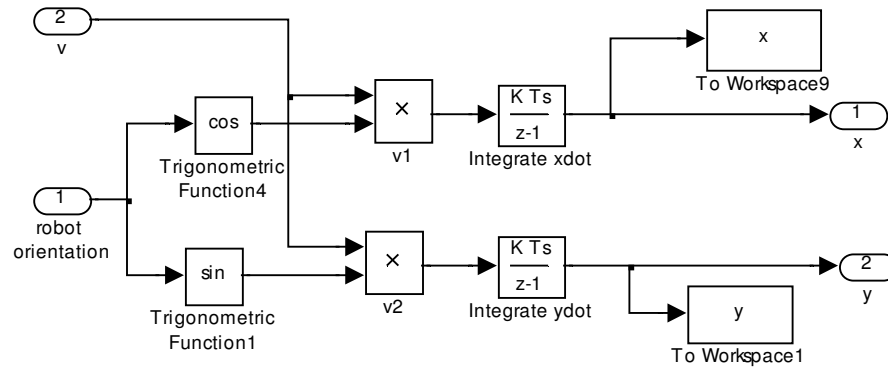 2
v
x
To Workspace9
cos
Trigonometric
Function4
×
v1
K Ts
z-1
Integrate xdot
1
x
1
robot
orientation
sin
Trigonometric
Function1
×
v2
K Ts
z-1
Integrate ydot
2
y
y
To Workspace1